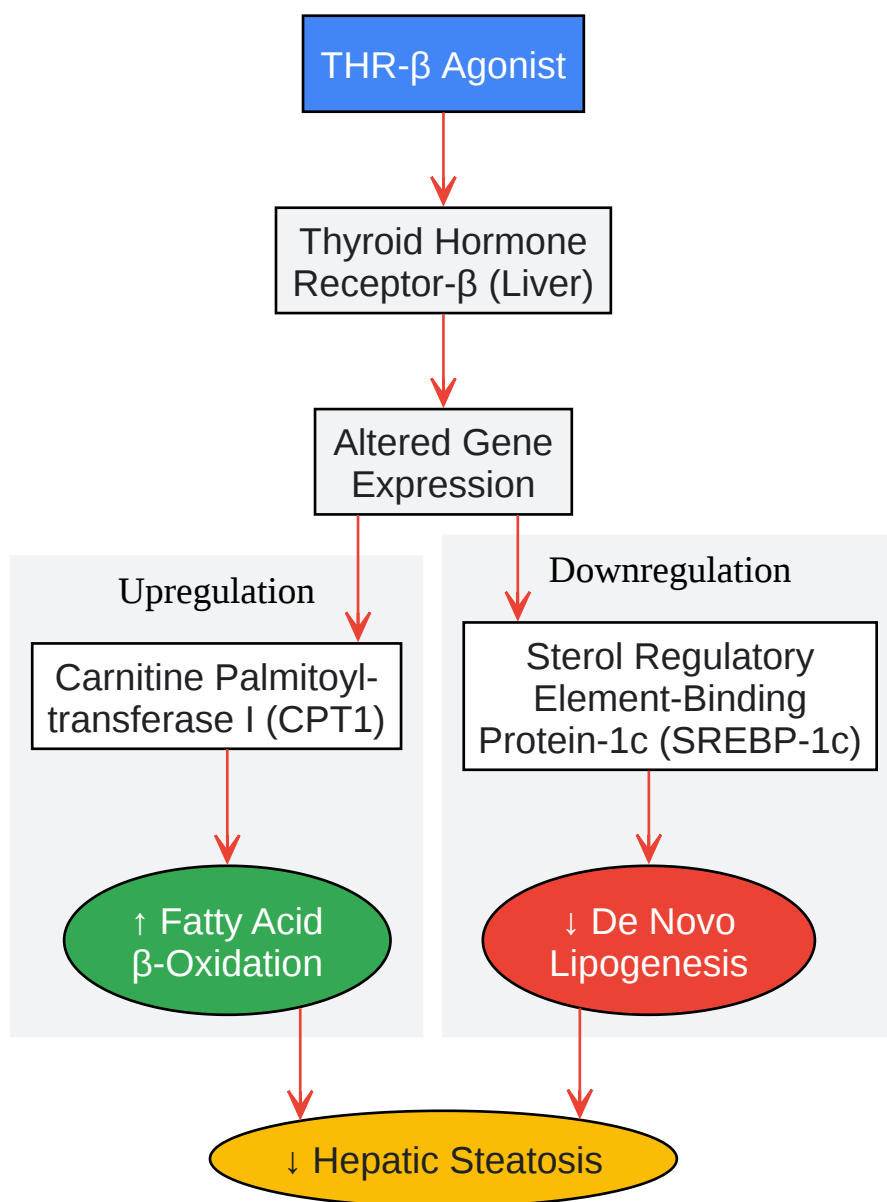 THR-β Agonist
Thyroid Hormone
Receptor-β (Liver)
Altered Gene
Expression
Upregulation
Carnitine Palmitoyl-
transferase I (CPT1)
↑ Fatty Acid
β-Oxidation
Downregulation
Sterol Regulatory
Element-Binding
Protein-1c (SREBP-1c)
↓ De Novo
Lipogenesis
↓ Hepatic Steatosis